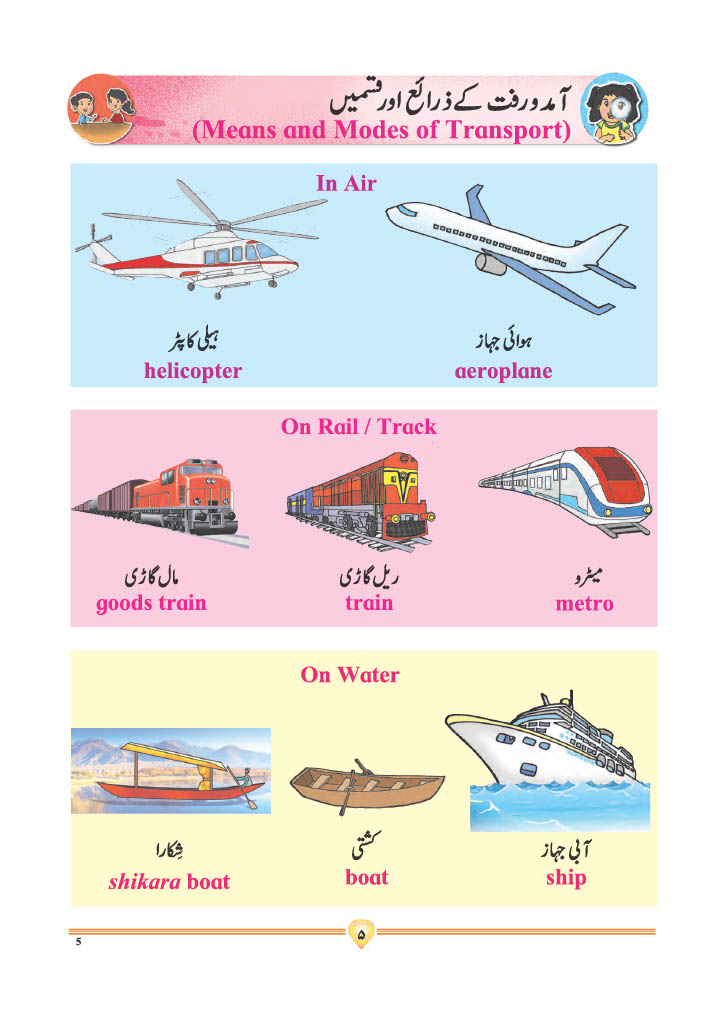 آمد و رفت کے ذرائع اور قسمیں
(Means and Modes of Transport)
In Air
ہیلی کاپٹر
helicopter
ہوائی جہاز
aeroplane
On Rail / Track
مال گاڑی
goods train
ریل گاڑی
train
میٹرو
metro
On Water
شِکارا
shikara boat
کشتی
boat
آبی جہاز
ship
۵
5